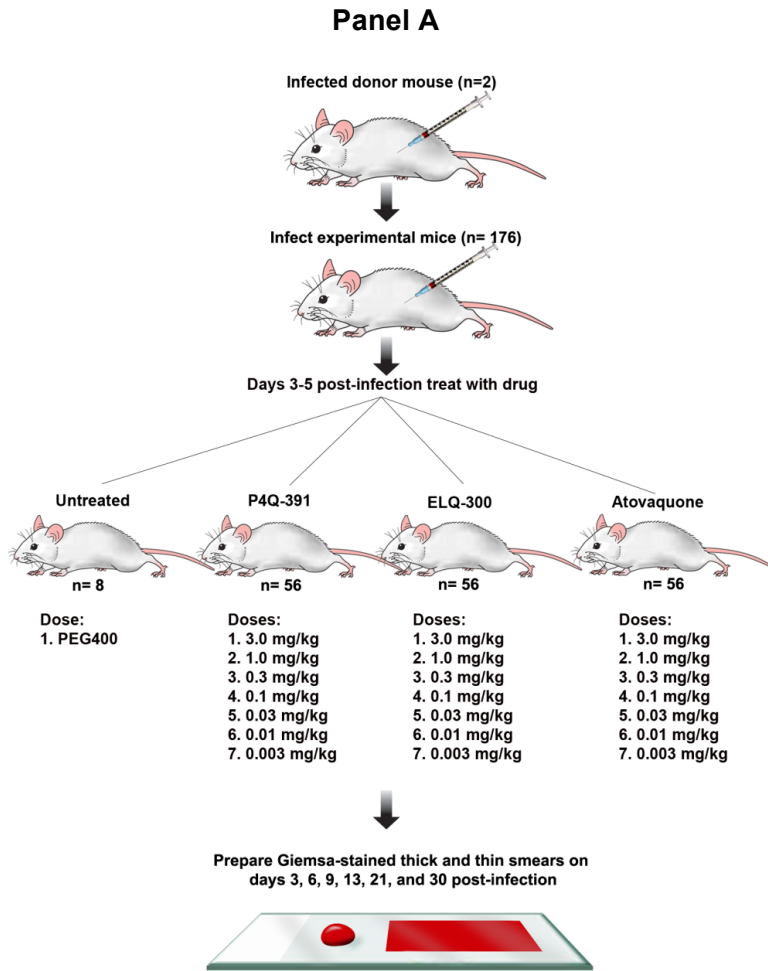 Panel A
Infected donor mouse (n=2)
Infect experimental mice (n= 176)
Days 3-5 post-infection treat with drug
Untreated
P4Q-391
ELQ-300
Atovaquone
n= 8
n= 56
n= 56
n= 56
Dose:
1. PEG400
Doses:
1. 3.0 mg/kg
2. 1.0 mg/kg
3. 0.3 mg/kg
4. 0.1 mg/kg
5. 0.03 mg/kg
6. 0.01 mg/kg
7. 0.003 mg/kg
Doses:
1. 3.0 mg/kg
2. 1.0 mg/kg
3. 0.3 mg/kg
4. 0.1 mg/kg
5. 0.03 mg/kg
6. 0.01 mg/kg
7. 0.003 mg/kg
Doses:
1. 3.0 mg/kg
2. 1.0 mg/kg
3. 0.3 mg/kg
4. 0.1 mg/kg
5. 0.03 mg/kg
6. 0.01 mg/kg
7. 0.003 mg/kg
Prepare Giemsa-stained thick and thin smears on
days 3, 6, 9, 13, 21, and 30 post-infection